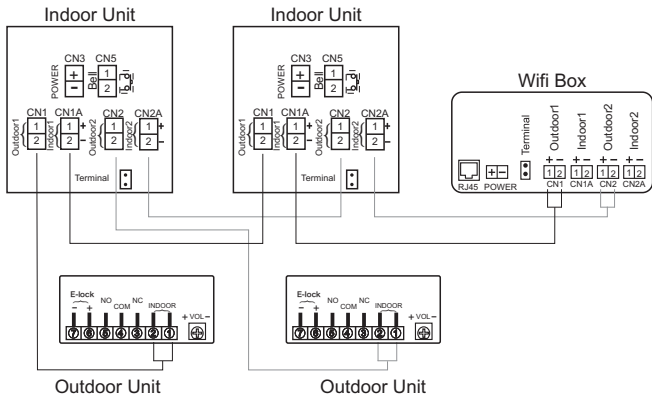 Indoor Unit
Indoor Unit
CN3 CN5
POWER + - Bell 1 2
CN3 CN5
POWER + - Bell 1 2
Wifi Box
CN1 CN1A CN2 CN2A
Outdoor1 1 2 Indoor1 1 2 + - Outdoor2 1 2 Indoor2 1 2 + -
CN1 CN1A CN2 CN2A
Outdoor1 1 2 Indoor1 1 2 + - Outdoor2 1 2 Indoor2 1 2 + -
Terminal
Terminal
Terminal Outdoor1 Indoor1 Outdoor2 Indoor2
+ - + - + - + -
+ - 1 2 1 2 1 2 1 2
RJ45 POWER CN1 CN1A CN2 CN2A
E-lock NO COM NC INDOOR
- + + VOL -
7 6 5 4 3 2 1
E-lock NO COM NC INDOOR
- + + VOL -
7 6 5 4 3 2 1
Outdoor Unit
Outdoor Unit